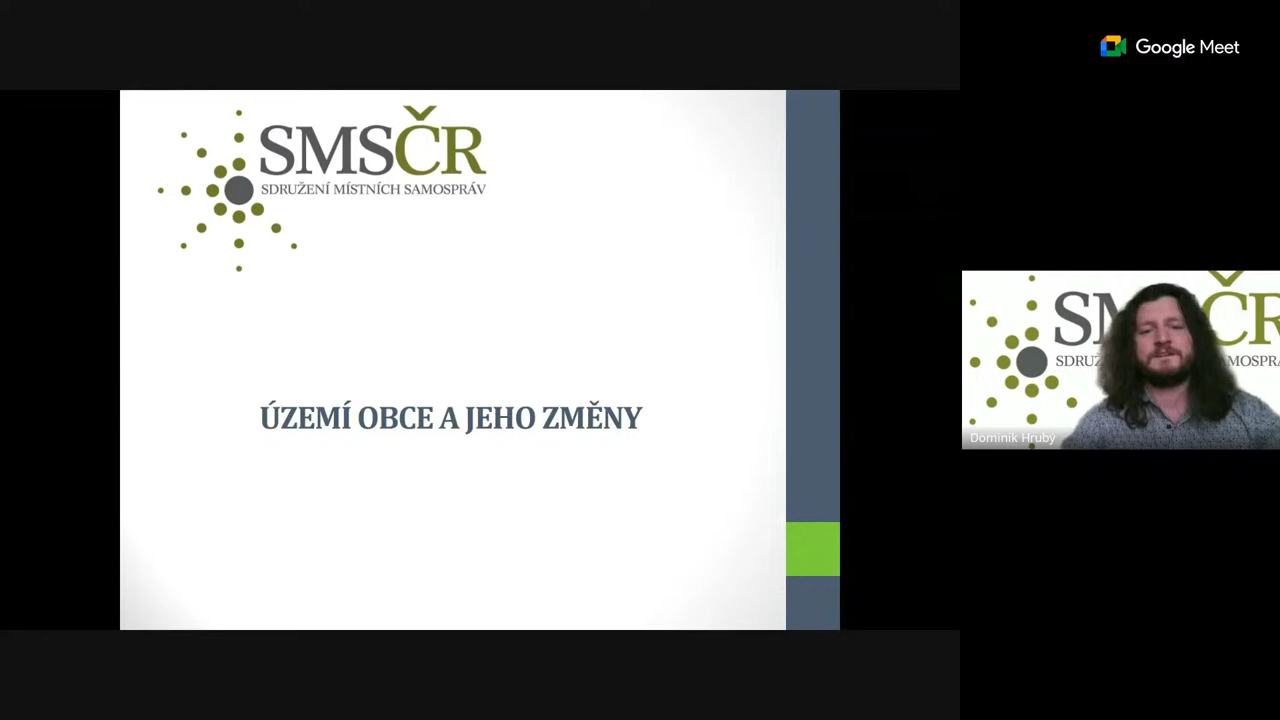 Google Meet
SMSČR
SDRUŽENÍ MÍSTNÍCH SAMOSPRÁV
ÚZEMÍ OBCE A JEHO ZMĚNY
Dominik Hrubý